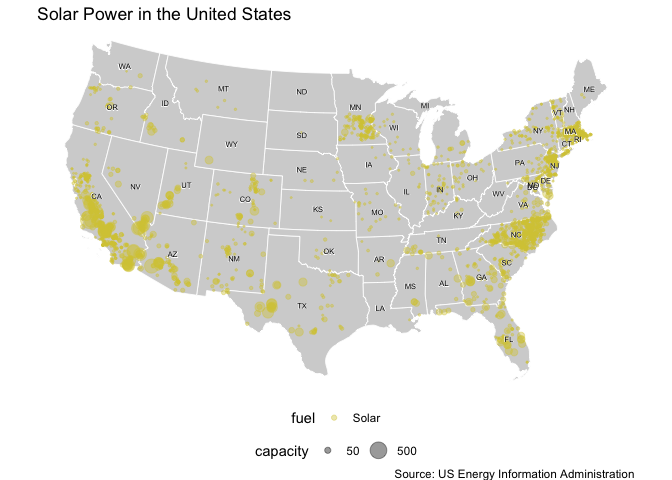 Solar Power in the United States
WA
MT
ND
ME
OR
ID
MN
MI
VT NH
WI
NY
MA
SD
CT RI
WY
IA
PA
NJ
NE
OH
NV
UT
IL
IN
DE
CA
CO
WV
VA
KS
MO
KY
NC
TN
AZ
NM
OK
AR
SC
MS
AL
GA
TX
LA
FL
fuel Solar
capacity 50 500
Source: US Energy Information Administration